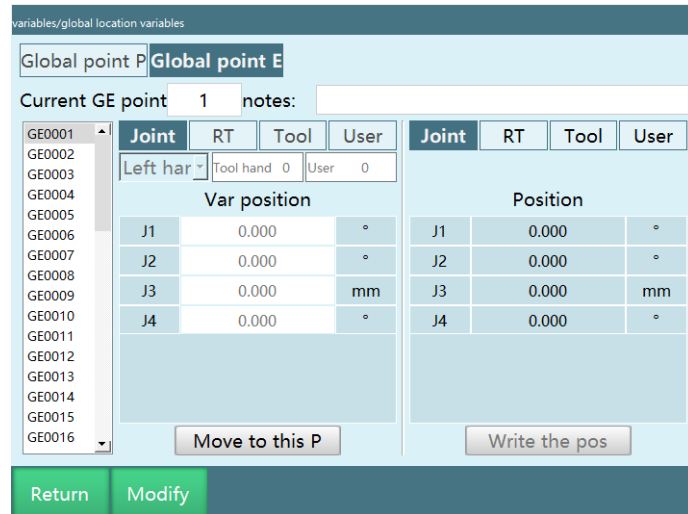 variables/global location variables
Global point P Global point E
Current GE point 1 notes:
GE0001
GE0002
GE0003
GE0004
GE0005
GE0006
GE0007
GE0008
GE0009
GE0010
GE0011
GE0012
GE0013
GE0014
GE0015
GE0016
Joint RT Tool User
Left har Tool hand 0 User 0
Var position
J1 0.000 °
J2 0.000 °
J3 0.000 mm
J4 0.000 °
Move to this P
Joint RT Tool User
Position
J1 0.000 °
J2 0.000 °
J3 0.000 mm
J4 0.000 °
Write the pos
Return Modify